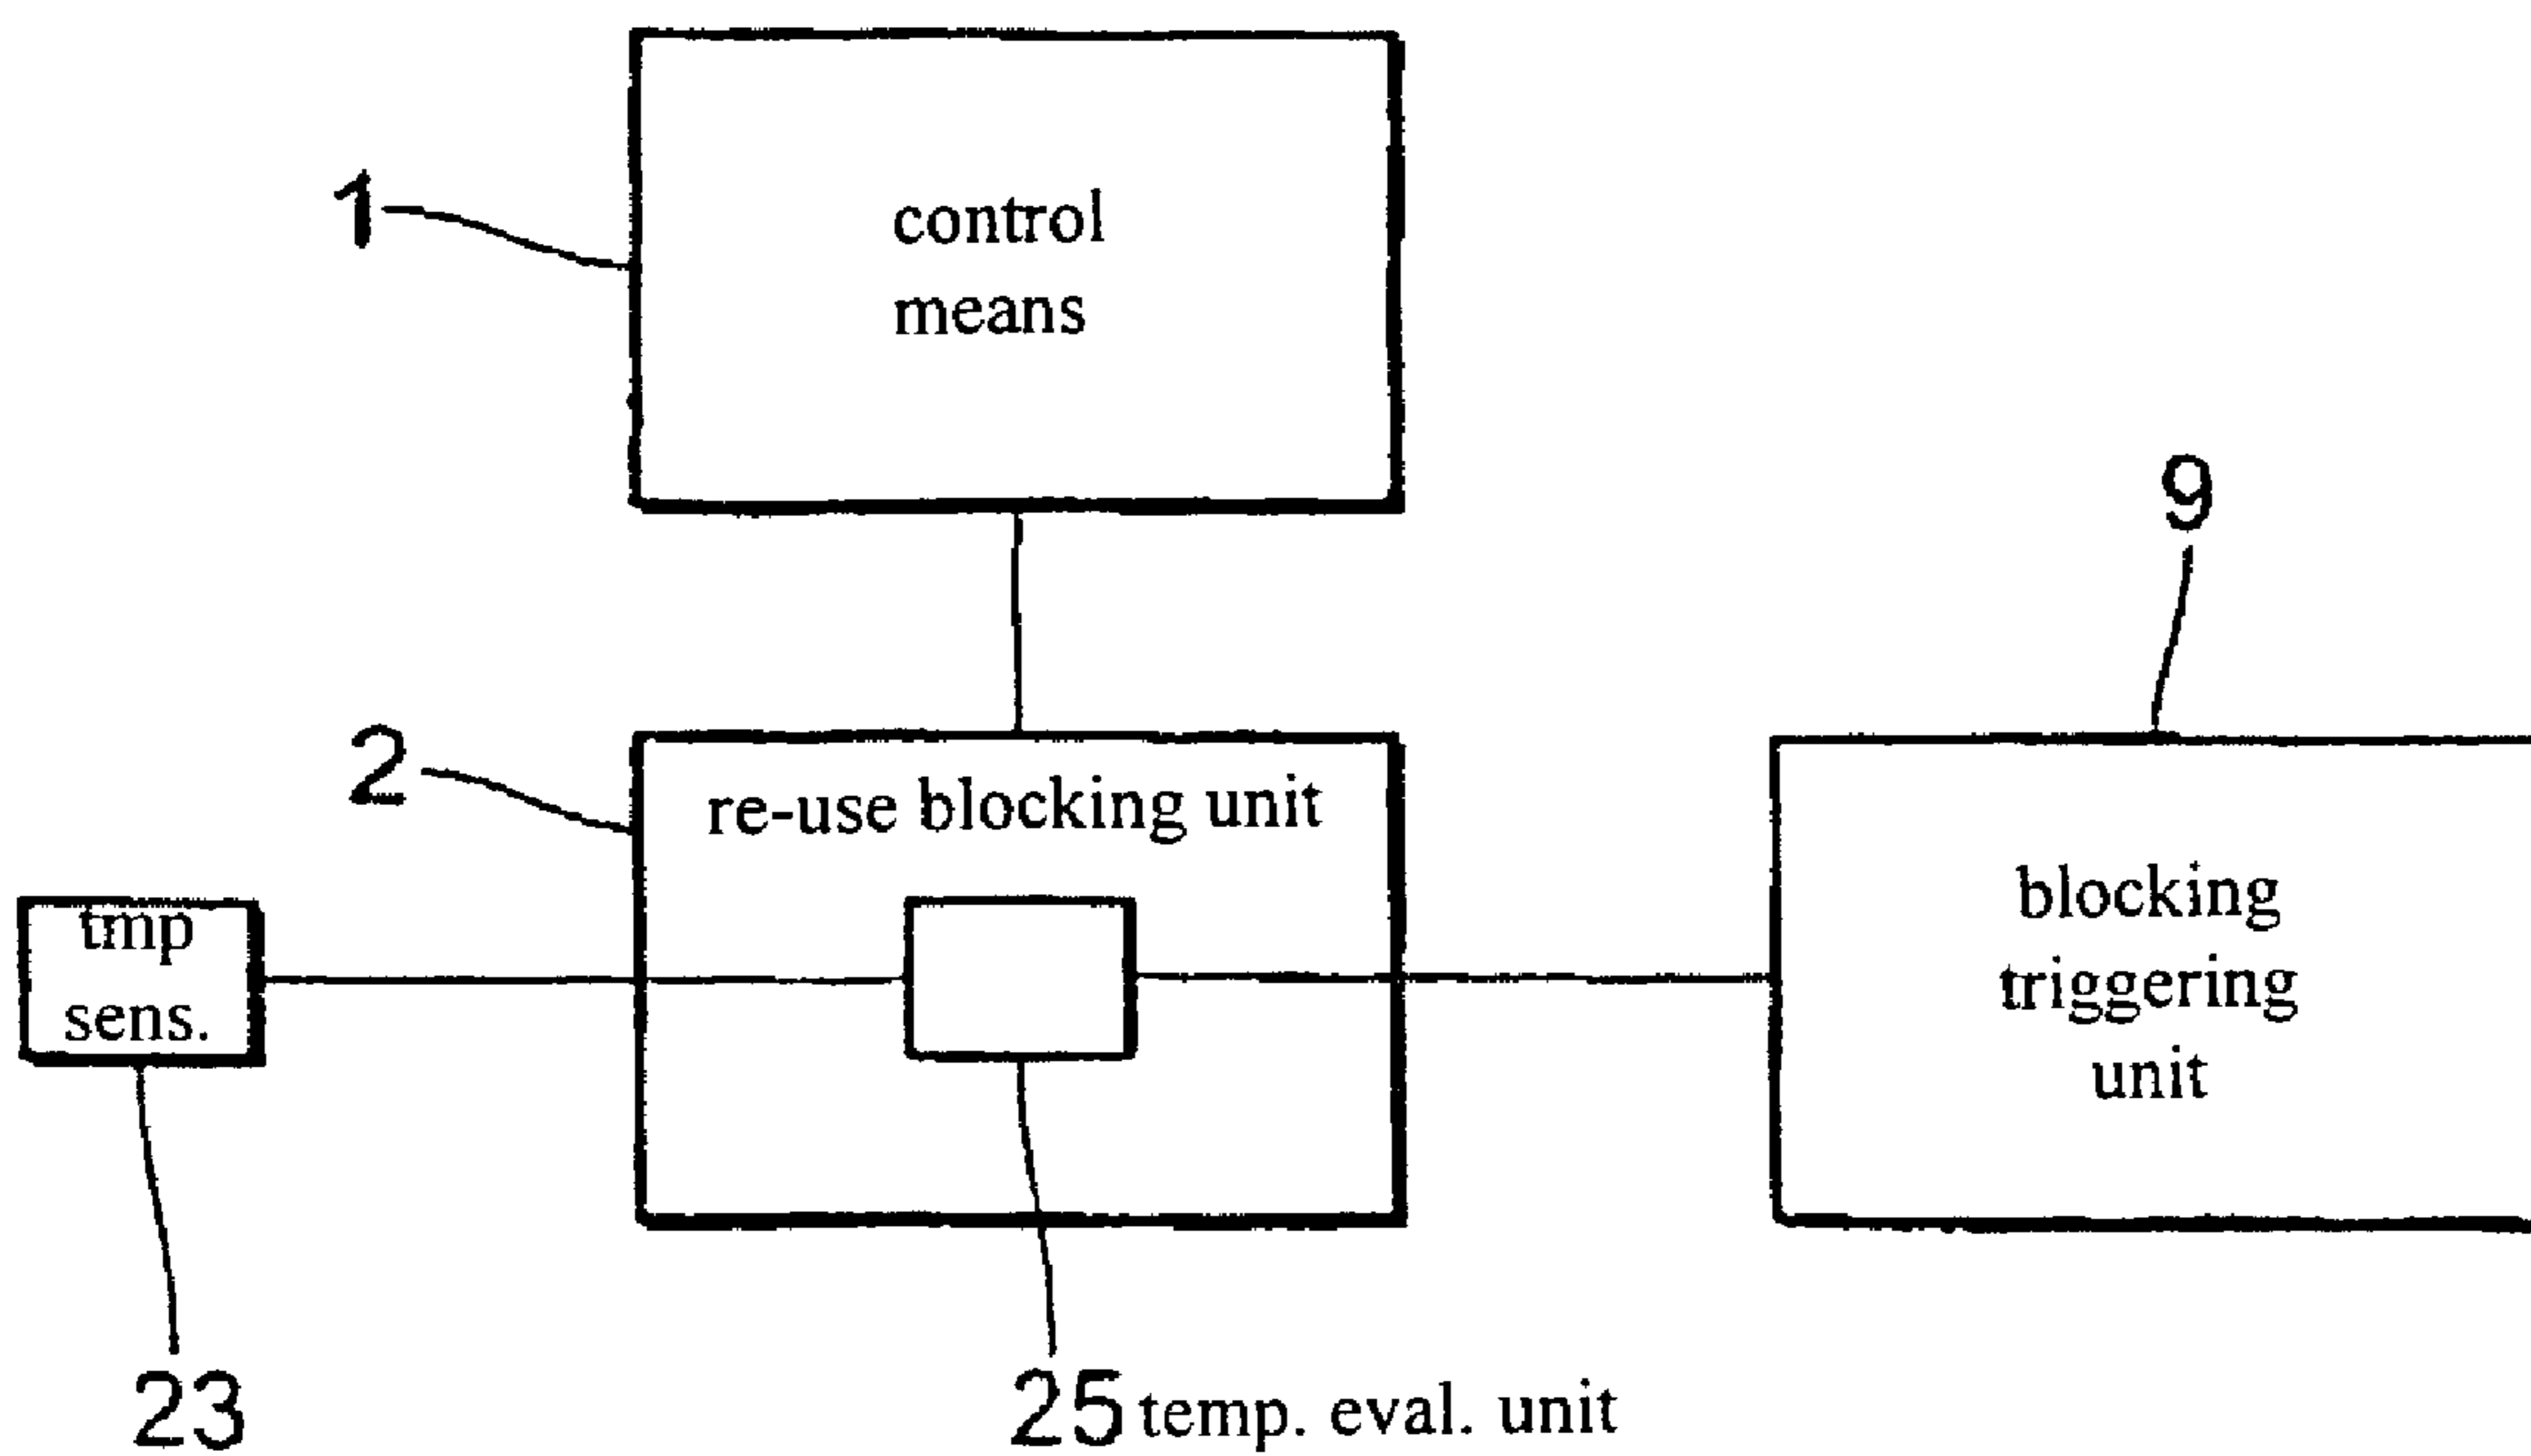 1
control
means
9
2
re-use blocking unit
tmp
sens.
blocking
triggering
unit
23
25 temp. eval. unit